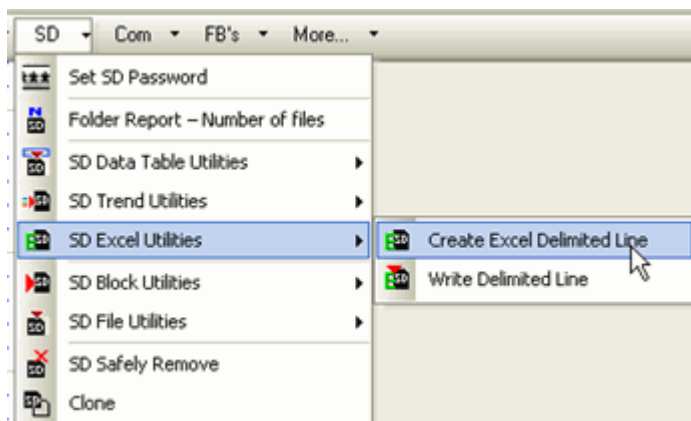 SD Com FB's More...
Set SD Password
Folder Report – Number of files
SD Data Table Utilities
SD Trend Utilities
SD Excel Utilities
Create Excel Delimited Line
Write Delimited Line
SD Block Utilities
SD File Utilities
SD Safely Remove
Clone